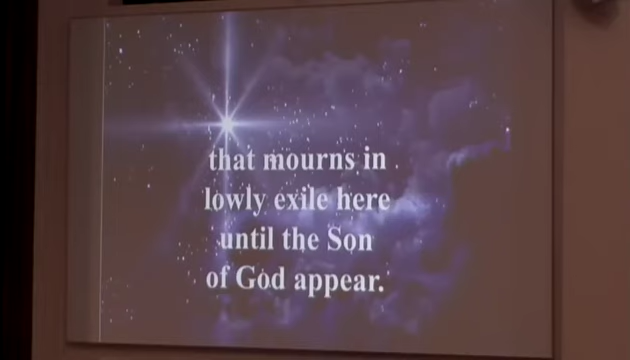 that mourns in
lowly exile here
until the Son
of God appear.